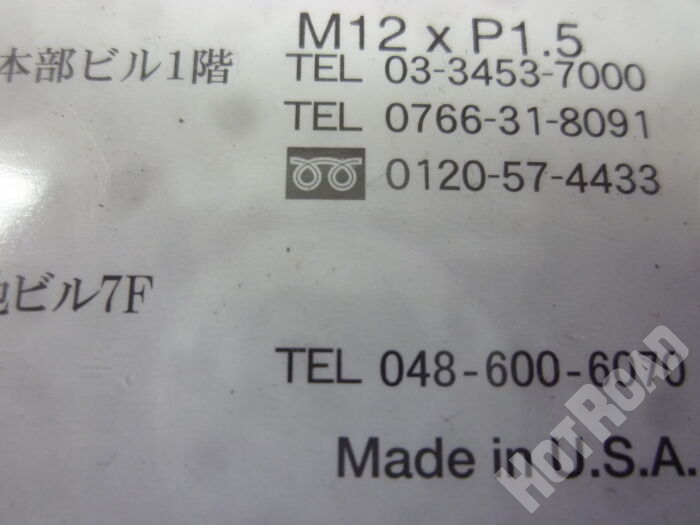 M12 x P1.5
本部ビル1階 TEL 03-3453-7000
TEL 0766-31-8091
0120-57-4433
ビル7F
TEL 048-600-6070
Made in U.S.A.
HOTROAD